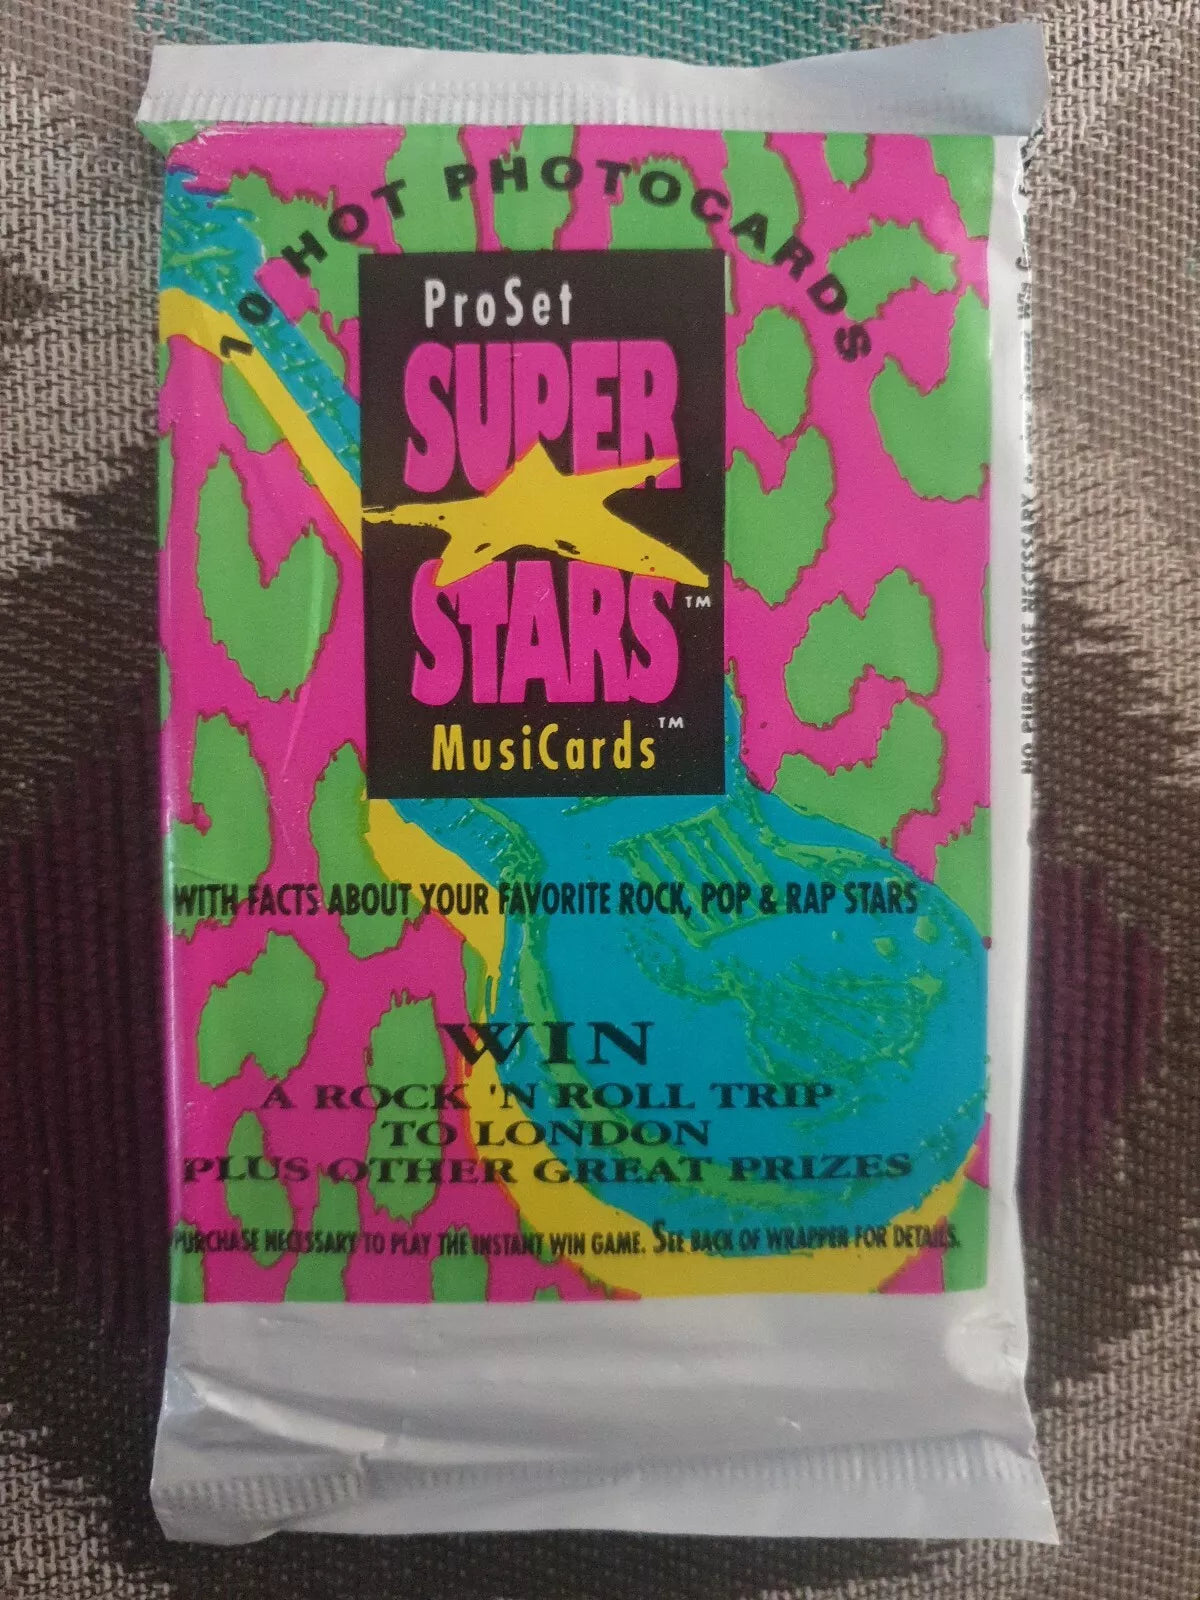 10 HOT PHOTOCARDS
ProSet
SUPER
STARS™
MusiCards™
WITH FACTS ABOUT YOUR FAVORITE ROCK, POP & RAP STARS
WIN
A ROCK 'N ROLL TRIP
TO LONDON
PLUS OTHER GREAT PRIZES
PURCHASE NECESSARY TO PLAY THE INSTANT WIN GAME. SEE BACK OF WRAPPER FOR DETAILS.
NO PURCHASE NECESSARY